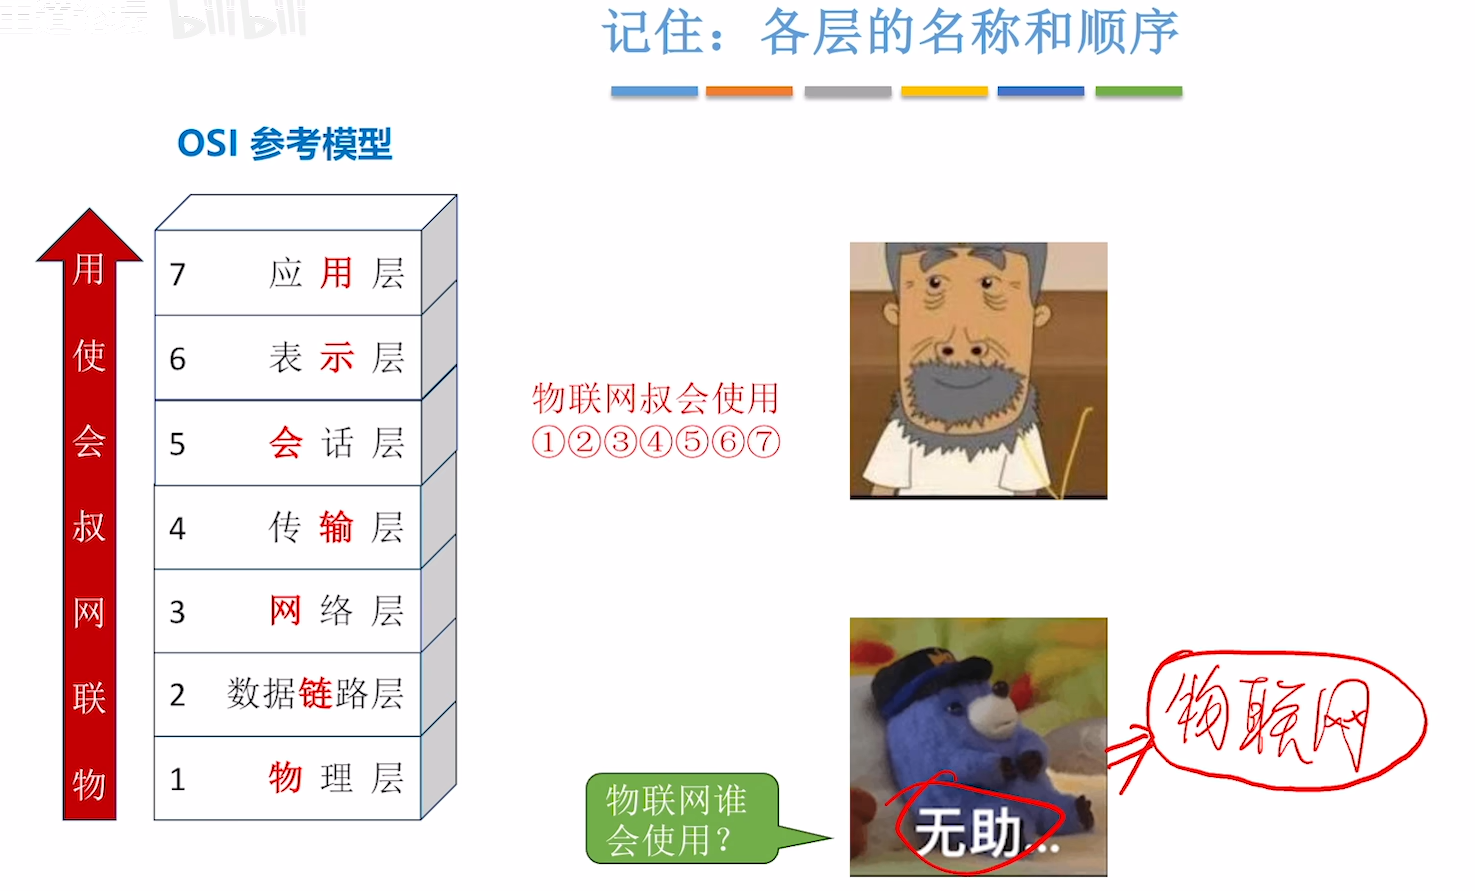 bilibili
记住：各层的名称和顺序
OSI 参考模型
用
使
会
叔
网
联
物
7 应用层
6 表示层
5 会话层
4 传输层
3 网络层
2 数据链路层
1 物理层
物联网叔会使用
①②③④⑤⑥⑦
物联网谁
会使用？
无助...
物联网